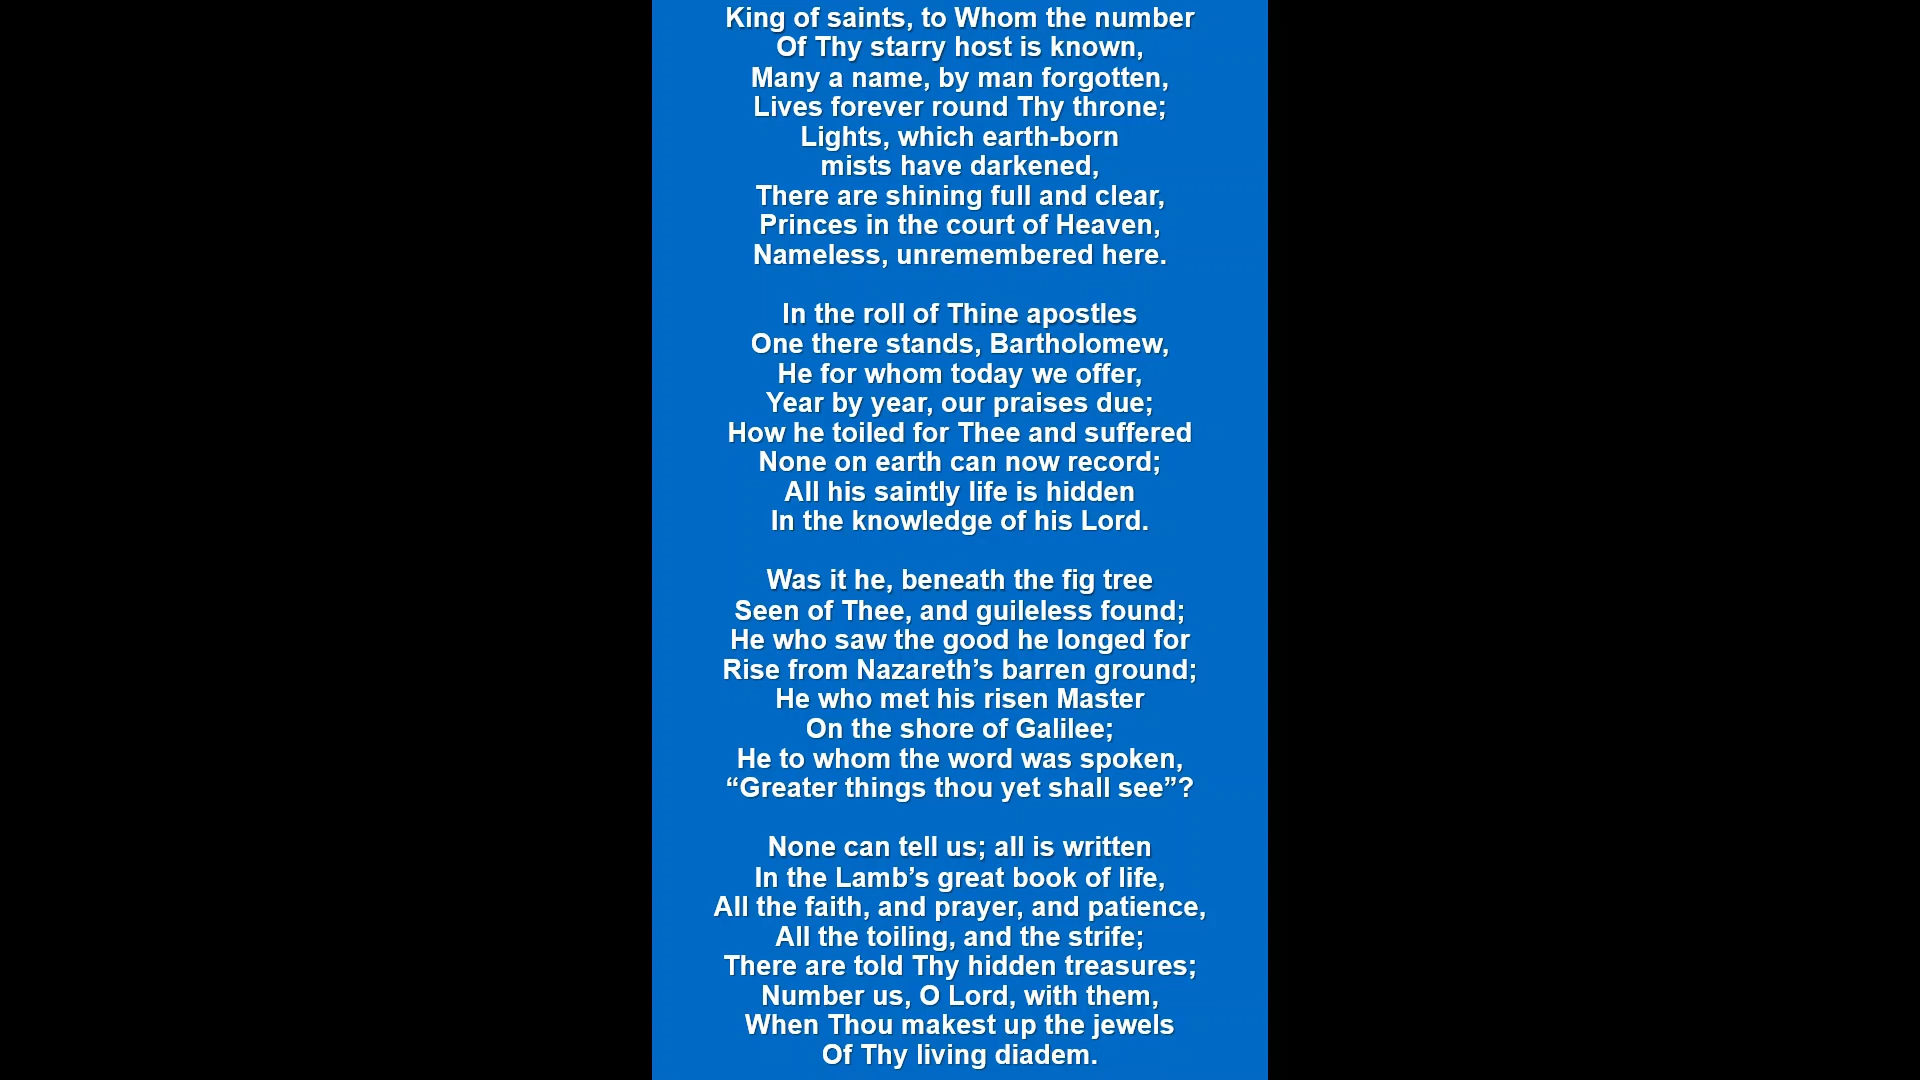 King of saints, to Whom the number
Of Thy starry host is known,
Many a name, by man forgotten,
Lives forever round Thy throne;
Lights, which earth-born
mists have darkened,
There are shining full and clear,
Princes in the court of Heaven,
Nameless, unremembered here.

In the roll of Thine apostles
One there stands, Bartholomew,
He for whom today we offer,
Year by year, our praises due;
How he toiled for Thee and suffered
None on earth can now record;
All his saintly life is hidden
In the knowledge of his Lord.

Was it he, beneath the fig tree
Seen of Thee, and guileless found;
He who saw the good he longed for
Rise from Nazareth’s barren ground;
He who met his risen Master
On the shore of Galilee;
He to whom the word was spoken,
“Greater things thou yet shall see”?

None can tell us; all is written
In the Lamb’s great book of life,
All the faith, and prayer, and patience,
All the toiling, and the strife;
There are told Thy hidden treasures;
Number us, O Lord, with them,
When Thou makest up the jewels
Of Thy living diadem.